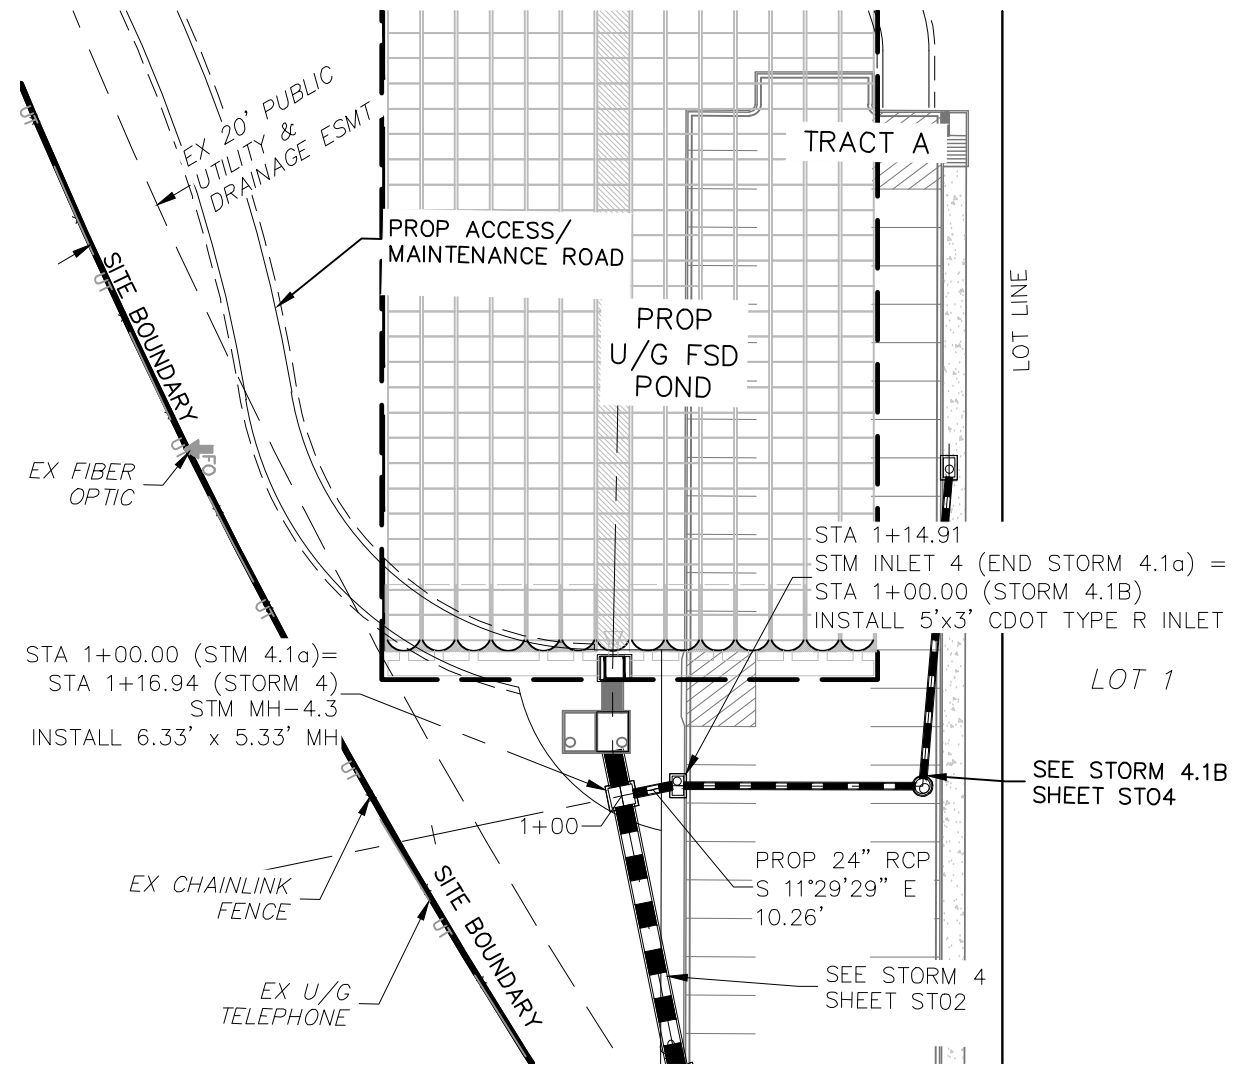 EX 20' PUBLIC
UTILITY &
DRAINAGE ESMT
TRACT A
PROP ACCESS/
MAINTENANCE ROAD
SITE BOUNDARY
LOT LINE
PROP
U/G FSD
POND
FO
EX FIBER
OPTIC
STA 1+14.91
STM INLET 4 (END STORM 4.1a) =
STA 1+00.00 (STORM 4.1B)
INSTALL 5'x3' CDOT TYPE R INLET
STA 1+00.00 (STM 4.1a)=
STA 1+16.94 (STORM 4)
STM MH-4.3
INSTALL 6.33' x 5.33' MH
LOT 1
SEE STORM 4.1B
SHEET ST04
1+00
PROP 24" RCP
S 11°29'29" E
10.26'
EX CHAINLINK
FENCE
SITE BOUNDARY
SEE STORM 4
SHEET ST02
EX U/G
TELEPHONE